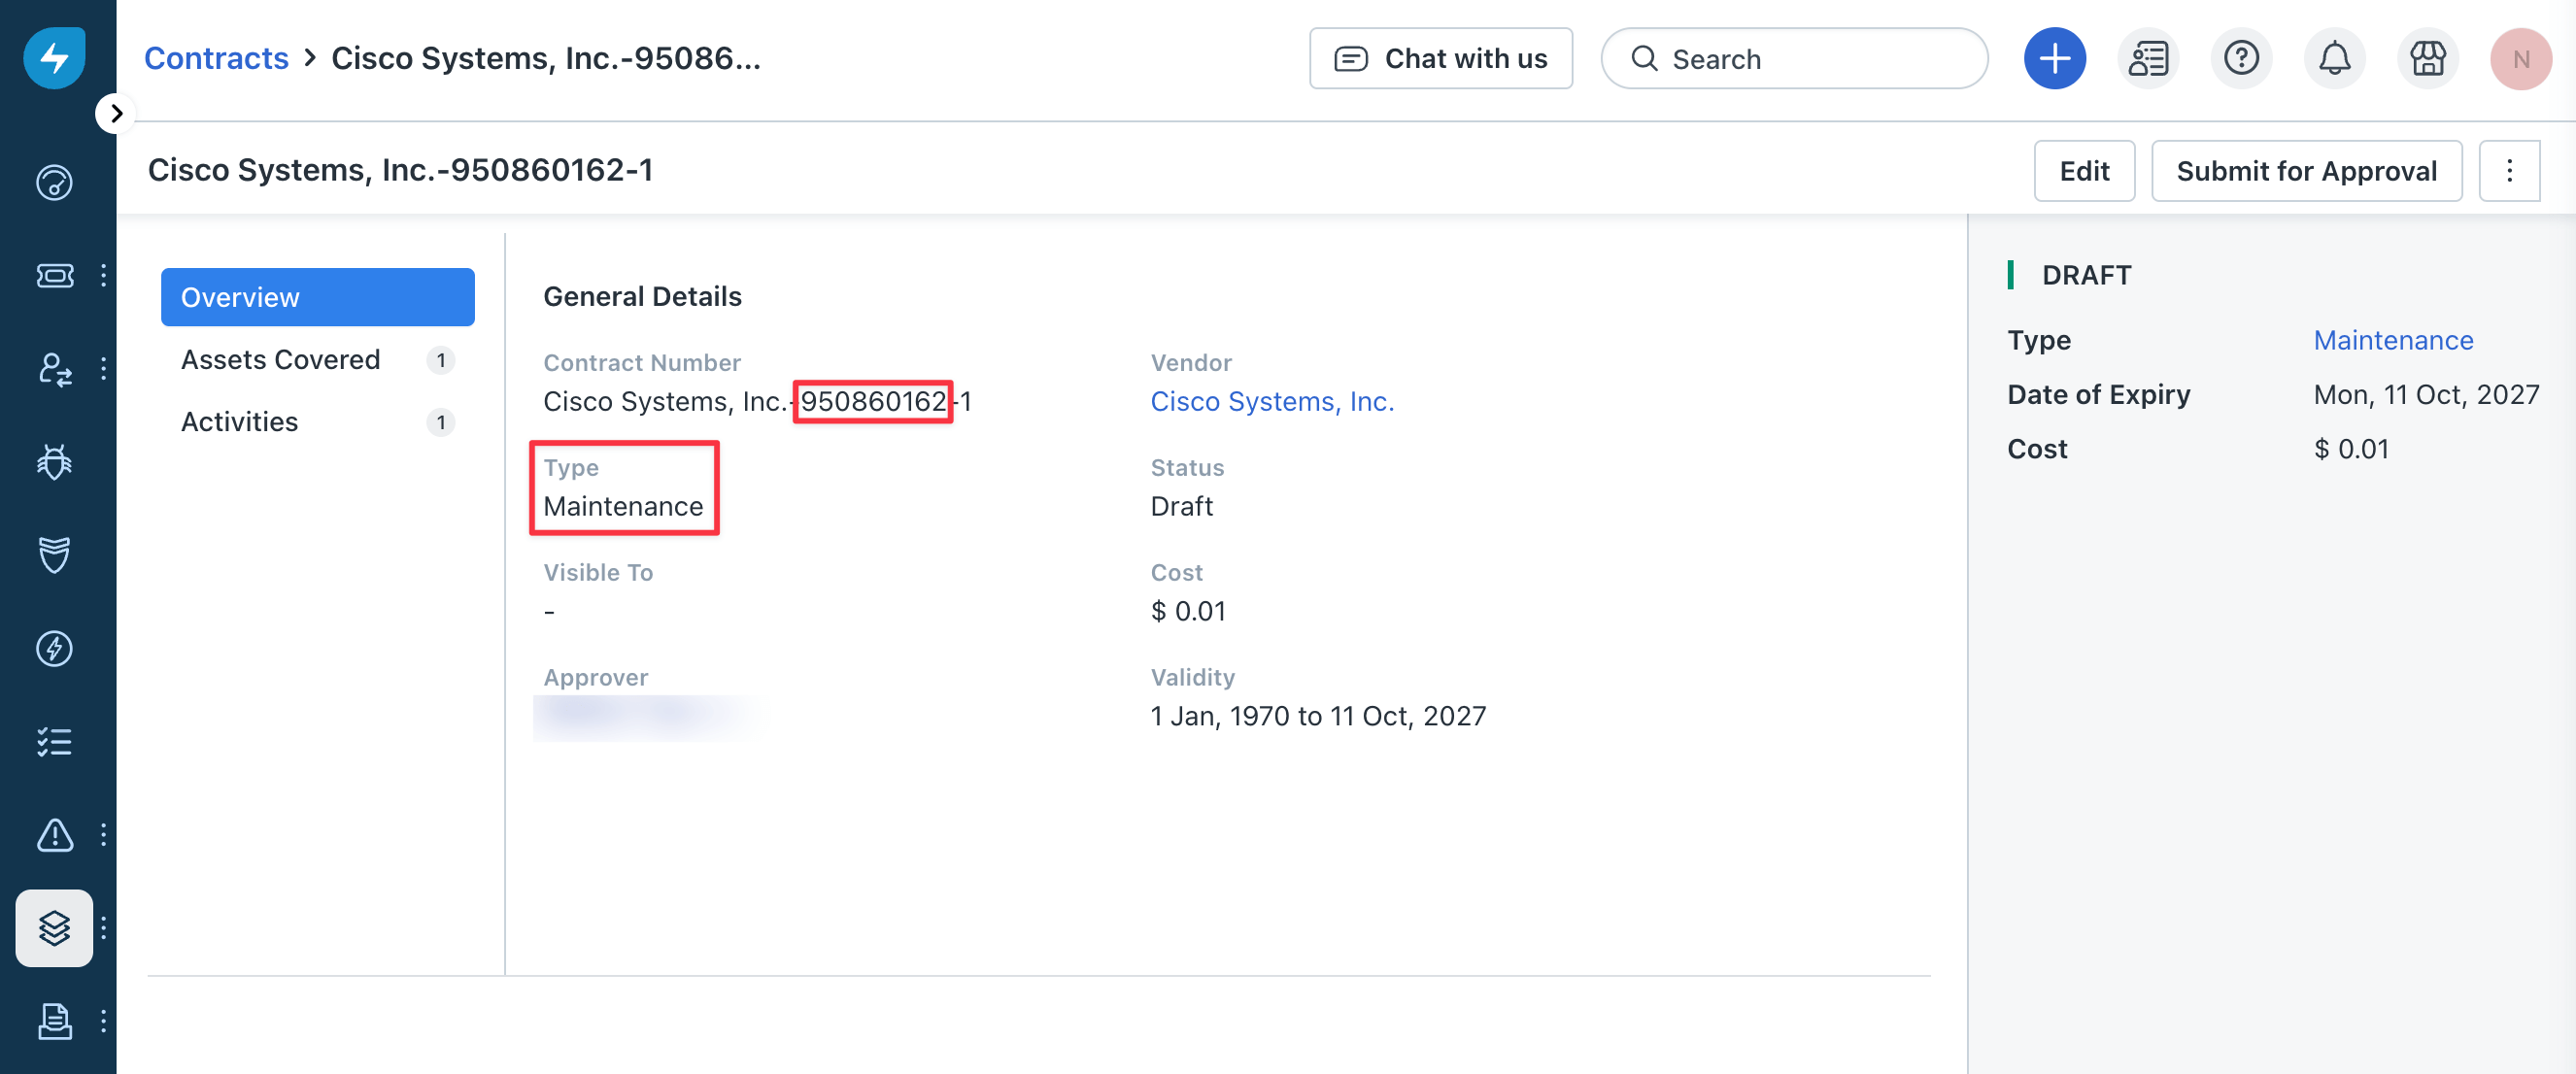 Contracts > Cisco Systems, Inc.-95086...
Chat with us
Search
N
Cisco Systems, Inc.-950860162-1
Edit
Submit for Approval
Overview
Assets Covered 1
Activities 1
General Details
Contract Number
Cisco Systems, Inc.-950860162-1
Vendor
Cisco Systems, Inc.
Type
Maintenance
Status
Draft
Visible To
-
Cost
$ 0.01
Approver
Validity
1 Jan, 1970 to 11 Oct, 2027
DRAFT
Type Maintenance
Date of Expiry Mon, 11 Oct, 2027
Cost $ 0.01